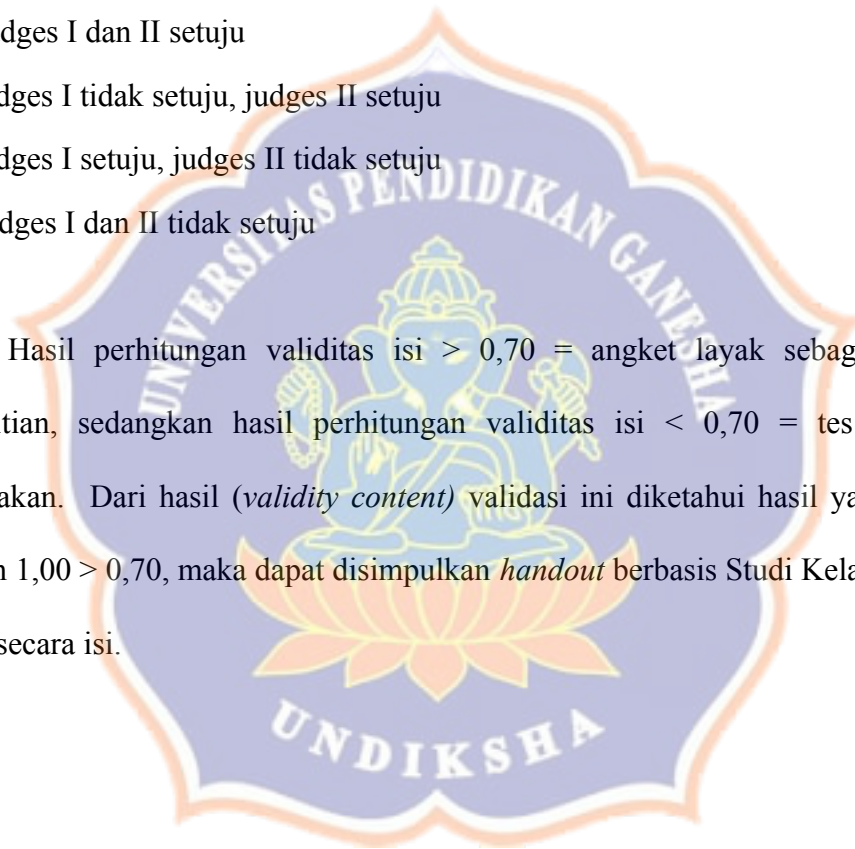 dges I dan II setuju
dges I tidak setuju, judges II setuju
dges I setuju, judges II tidak setuju
dges I dan II tidak setuju
UNIVERSITAS PENDIDIKAN GANESHA
Hasil perhitungan validitas isi > 0,70 = angket layak sebag
tian, sedangkan hasil perhitungan validitas isi < 0,70 = tes
akan. Dari hasil (validity content) validasi ini diketahui hasil ya
n 1,00 > 0,70, maka dapat disimpulkan handout berbasis Studi Kela
secara isi.
UNDIKSHA